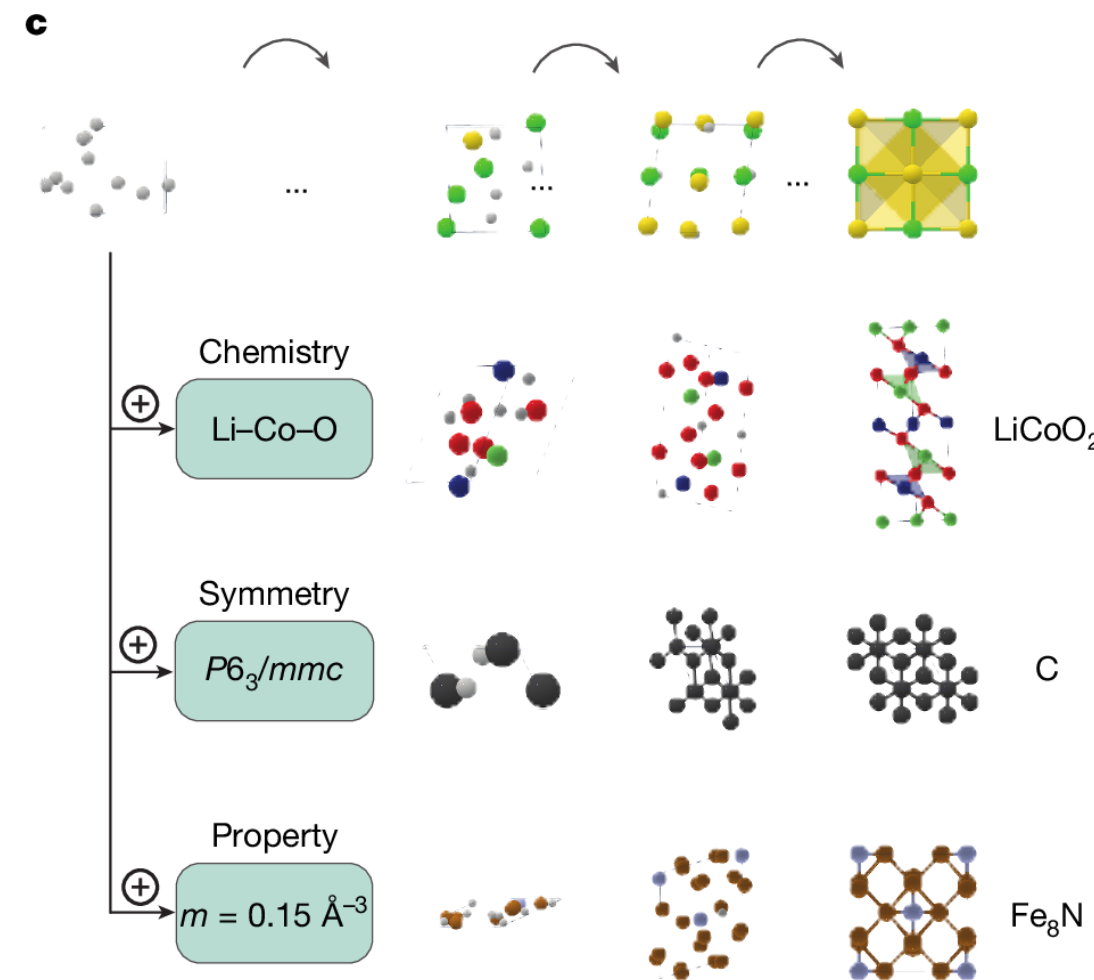 c
... ... ...
Chemistry
Li–Co–O
LiCoO₂
Symmetry
P6₃/mmc
C
Property
m = 0.15 Å⁻³
Fe₈N